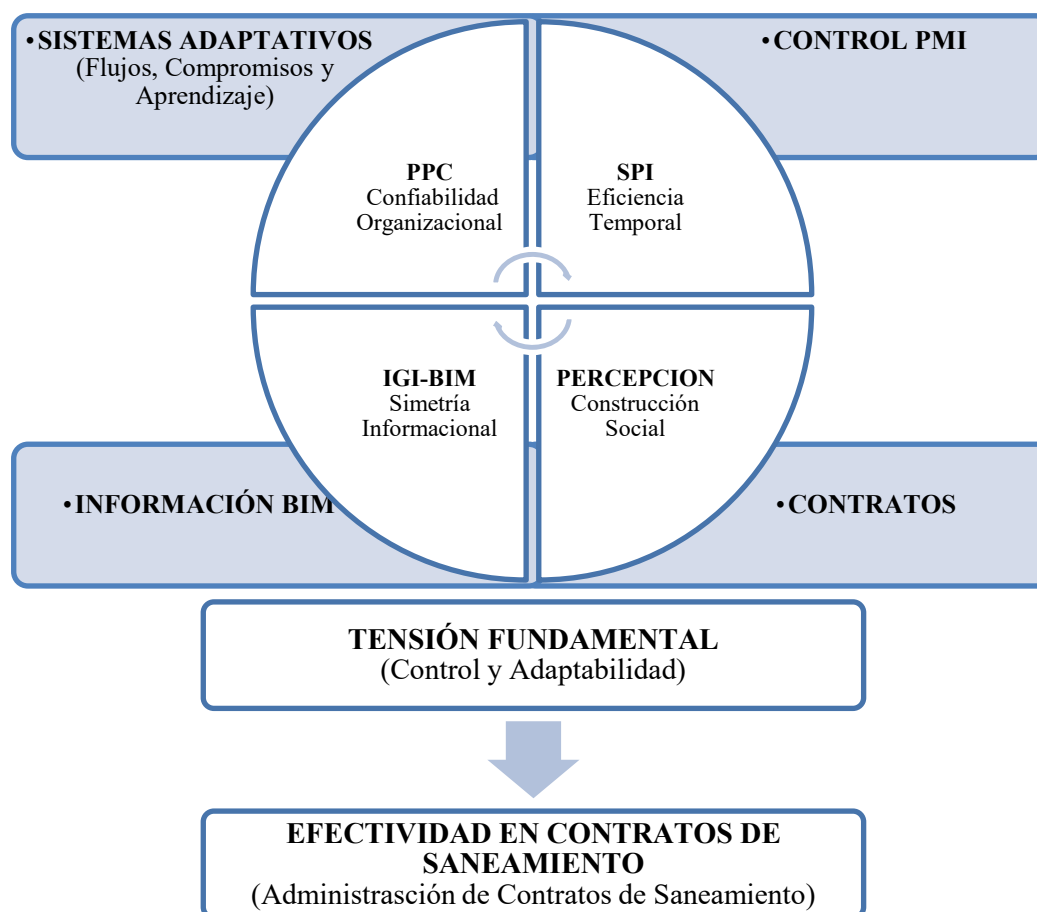 •SISTEMAS ADAPTATIVOS
(Flujos, Compromisos y
Aprendizaje)
•CONTROL PMI
PPC
Confiabilidad
Organizacional
SPI
Eficiencia
Temporal
IGI-BIM
Simetría
Informacional
PERCEPCION
Construcción
Social
•INFORMACIÓN BIM
•CONTRATOS
TENSIÓN FUNDAMENTAL
(Control y Adaptabilidad)
EFECTIVIDAD EN CONTRATOS DE
SANEAMIENTO
(Administrasción de Contratos de Saneamiento)